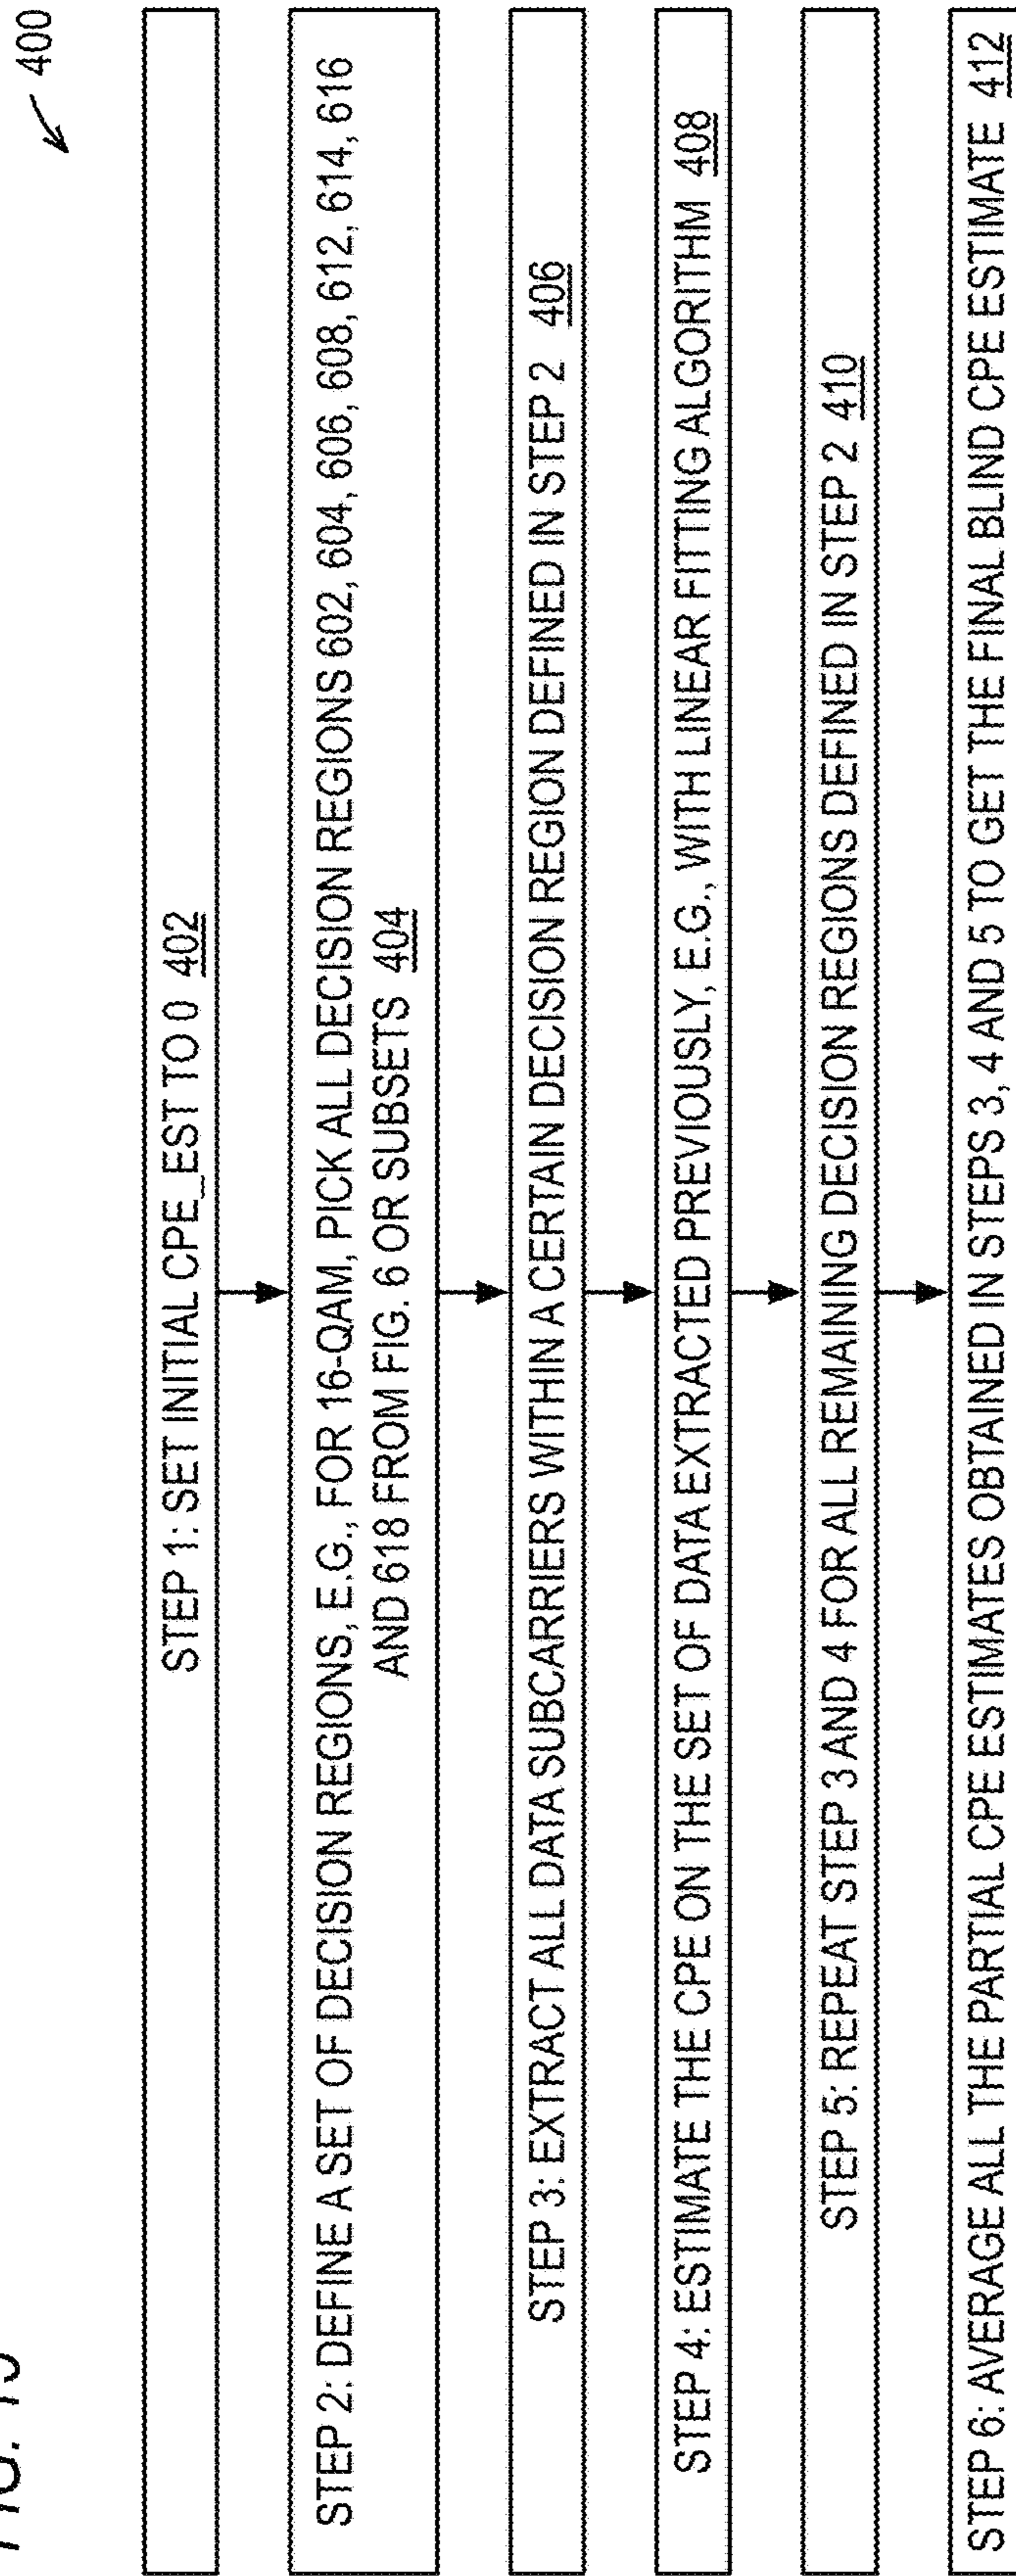 400
STEP 1: SET INITIAL CPE_EST TO 0 402
STEP 2: DEFINE A SET OF DECISION REGIONS, E.G., FOR 16-QAM, PICK ALL DECISION REGIONS 602, 604, 606, 608, 612, 614, 616
AND 618 FROM FIG. 6 OR SUBSETS 404
STEP 3: EXTRACT ALL DATA SUBCARRIERS WITHIN A CERTAIN DECISION REGION DEFINED IN STEP 2 406
STEP 4: ESTIMATE THE CPE ON THE SET OF DATA EXTRACTED PREVIOUSLY, E.G., WITH LINEAR FITTING ALGORITHM 408
STEP 5: REPEAT STEP 3 AND 4 FOR ALL REMAINING DECISION REGIONS DEFINED IN STEP 2 410
STEP 6: AVERAGE ALL THE PARTIAL CPE ESTIMATES OBTAINED IN STEPS 3, 4 AND 5 TO GET THE FINAL BLIND CPE ESTIMATE 412